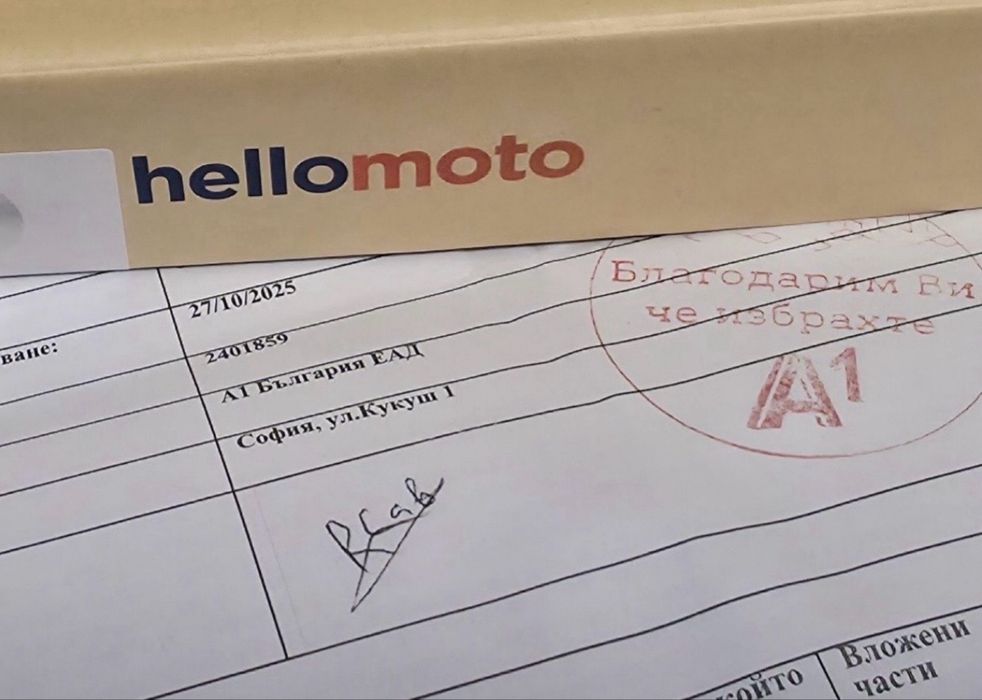 hellomoto
27/10/2025
ване:
2401859
А1 България ЕАД
София, ул.Кукуш 1
Благодарим Ви
че избрахте
A1
който
Вложени
части